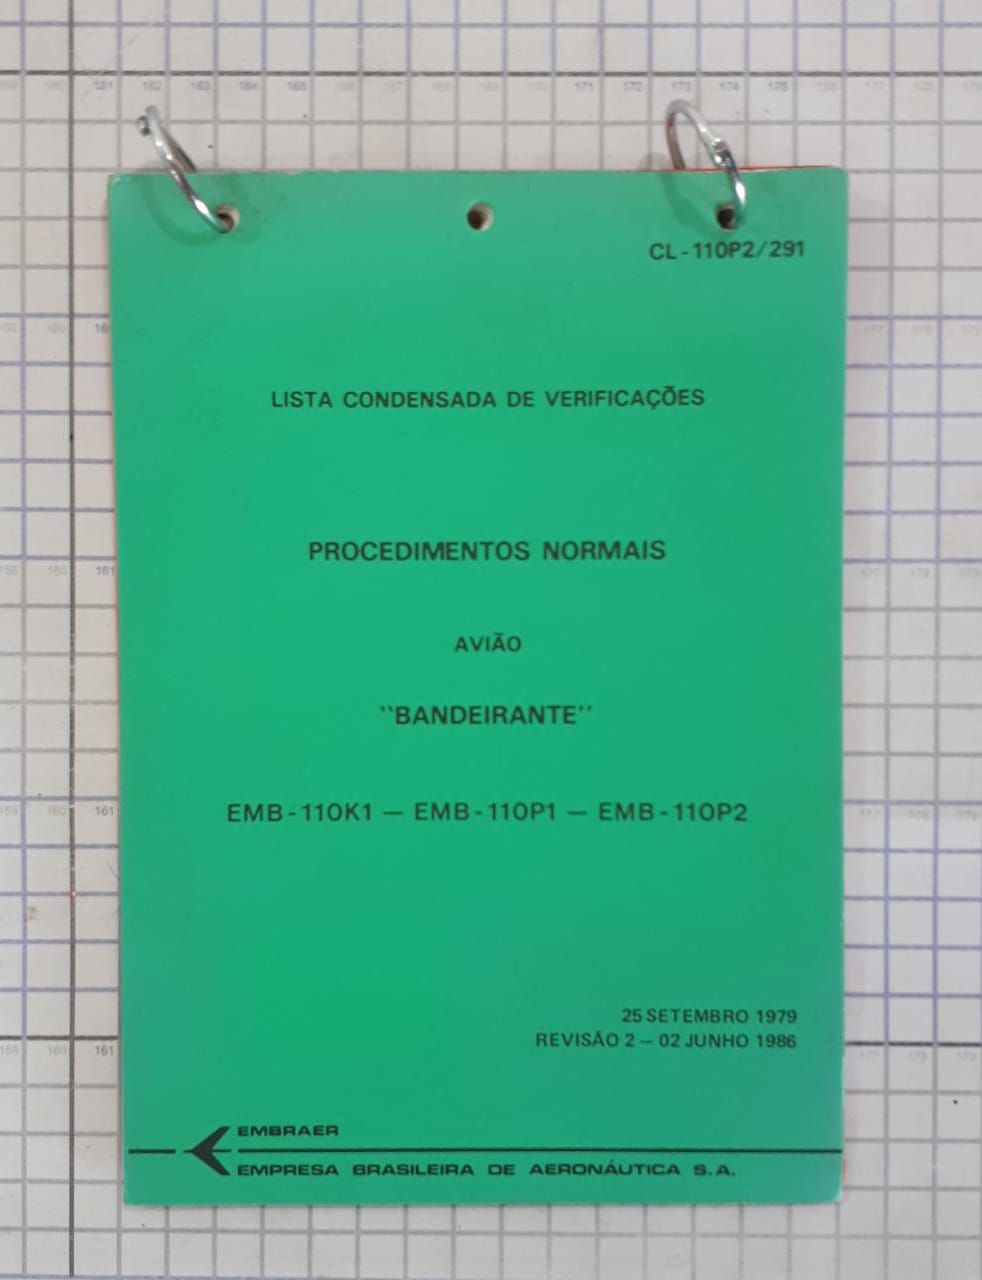 CL-110P2/291
LISTA CONDENSADA DE VERIFICAÇÕES
PROCEDIMENTOS NORMAIS
AVIÃO
"BANDEIRANTE"
EMB-110K1 — EMB-110P1 — EMB-110P2
25 SETEMBRO 1979
REVISÃO 2 — 02 JUNHO 1986
EMBRAER
EMPRESA BRASILEIRA DE AERONÁUTICA S.A.